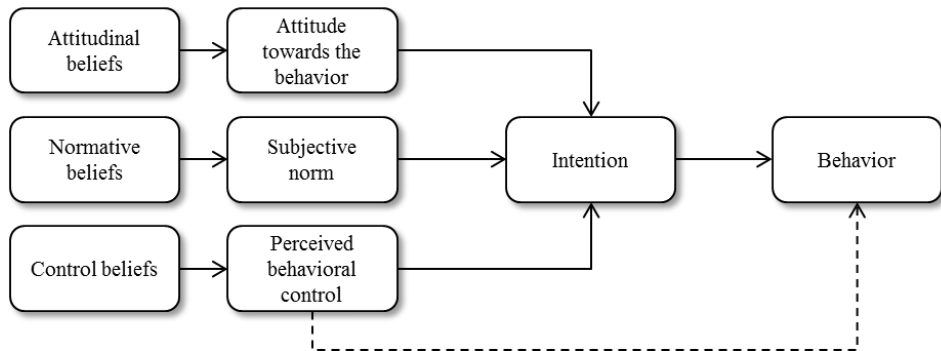 Attitudinal
beliefs
Attitude
towards the
behavior
Normative
beliefs
Subjective
norm
Intention
Behavior
Control beliefs
Perceived
behavioral
control